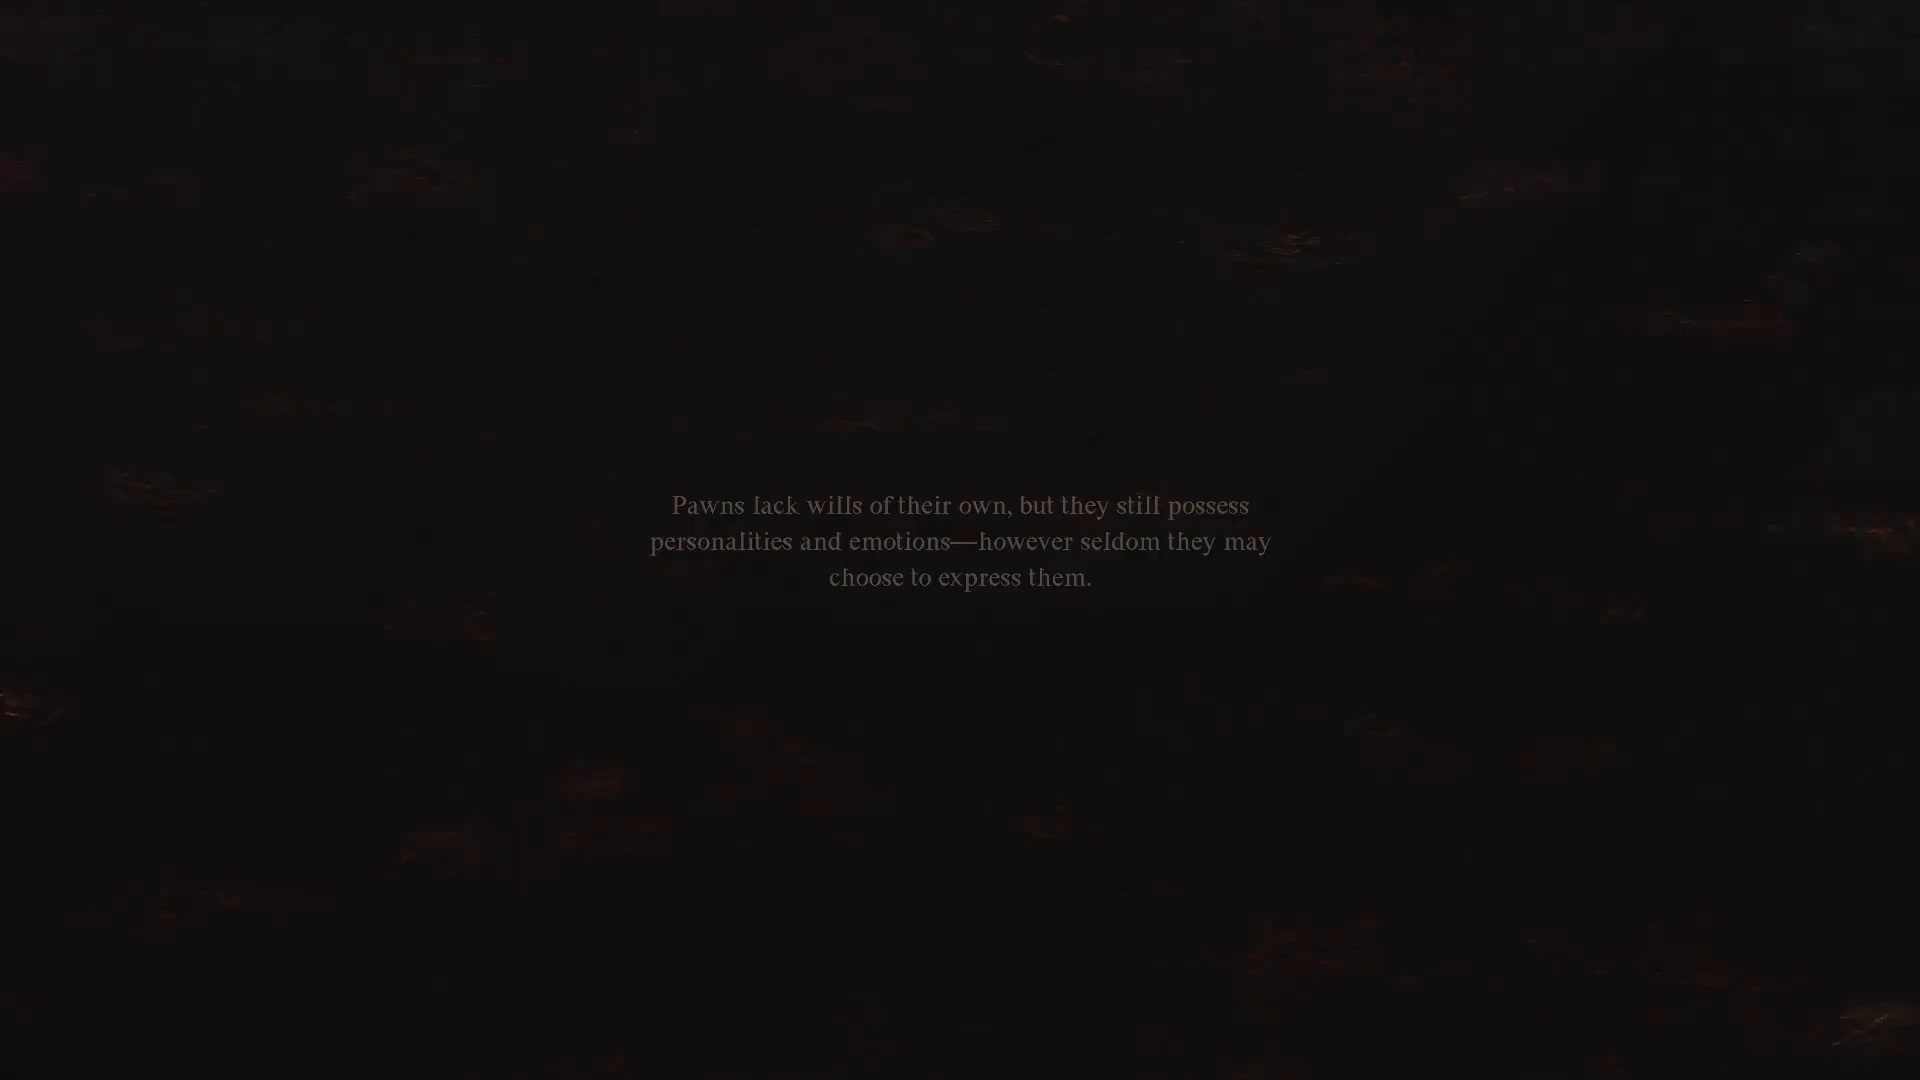 Pawns lack wills of their own, but they still possess
personalities and emotions—however seldom they may
choose to express them.